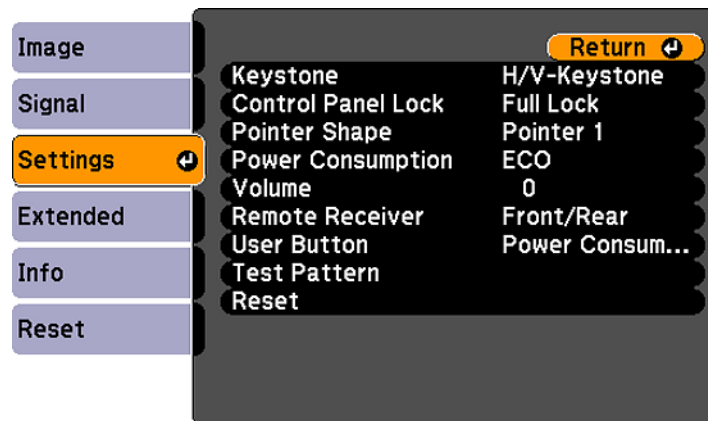 Image
Signal
Settings
Extended
Info
Reset
Return
Keystone H/V-Keystone
Control Panel Lock Full Lock
Pointer Shape Pointer 1
Power Consumption ECO
Volume 0
Remote Receiver Front/Rear
User Button Power Consum...
Test Pattern
Reset